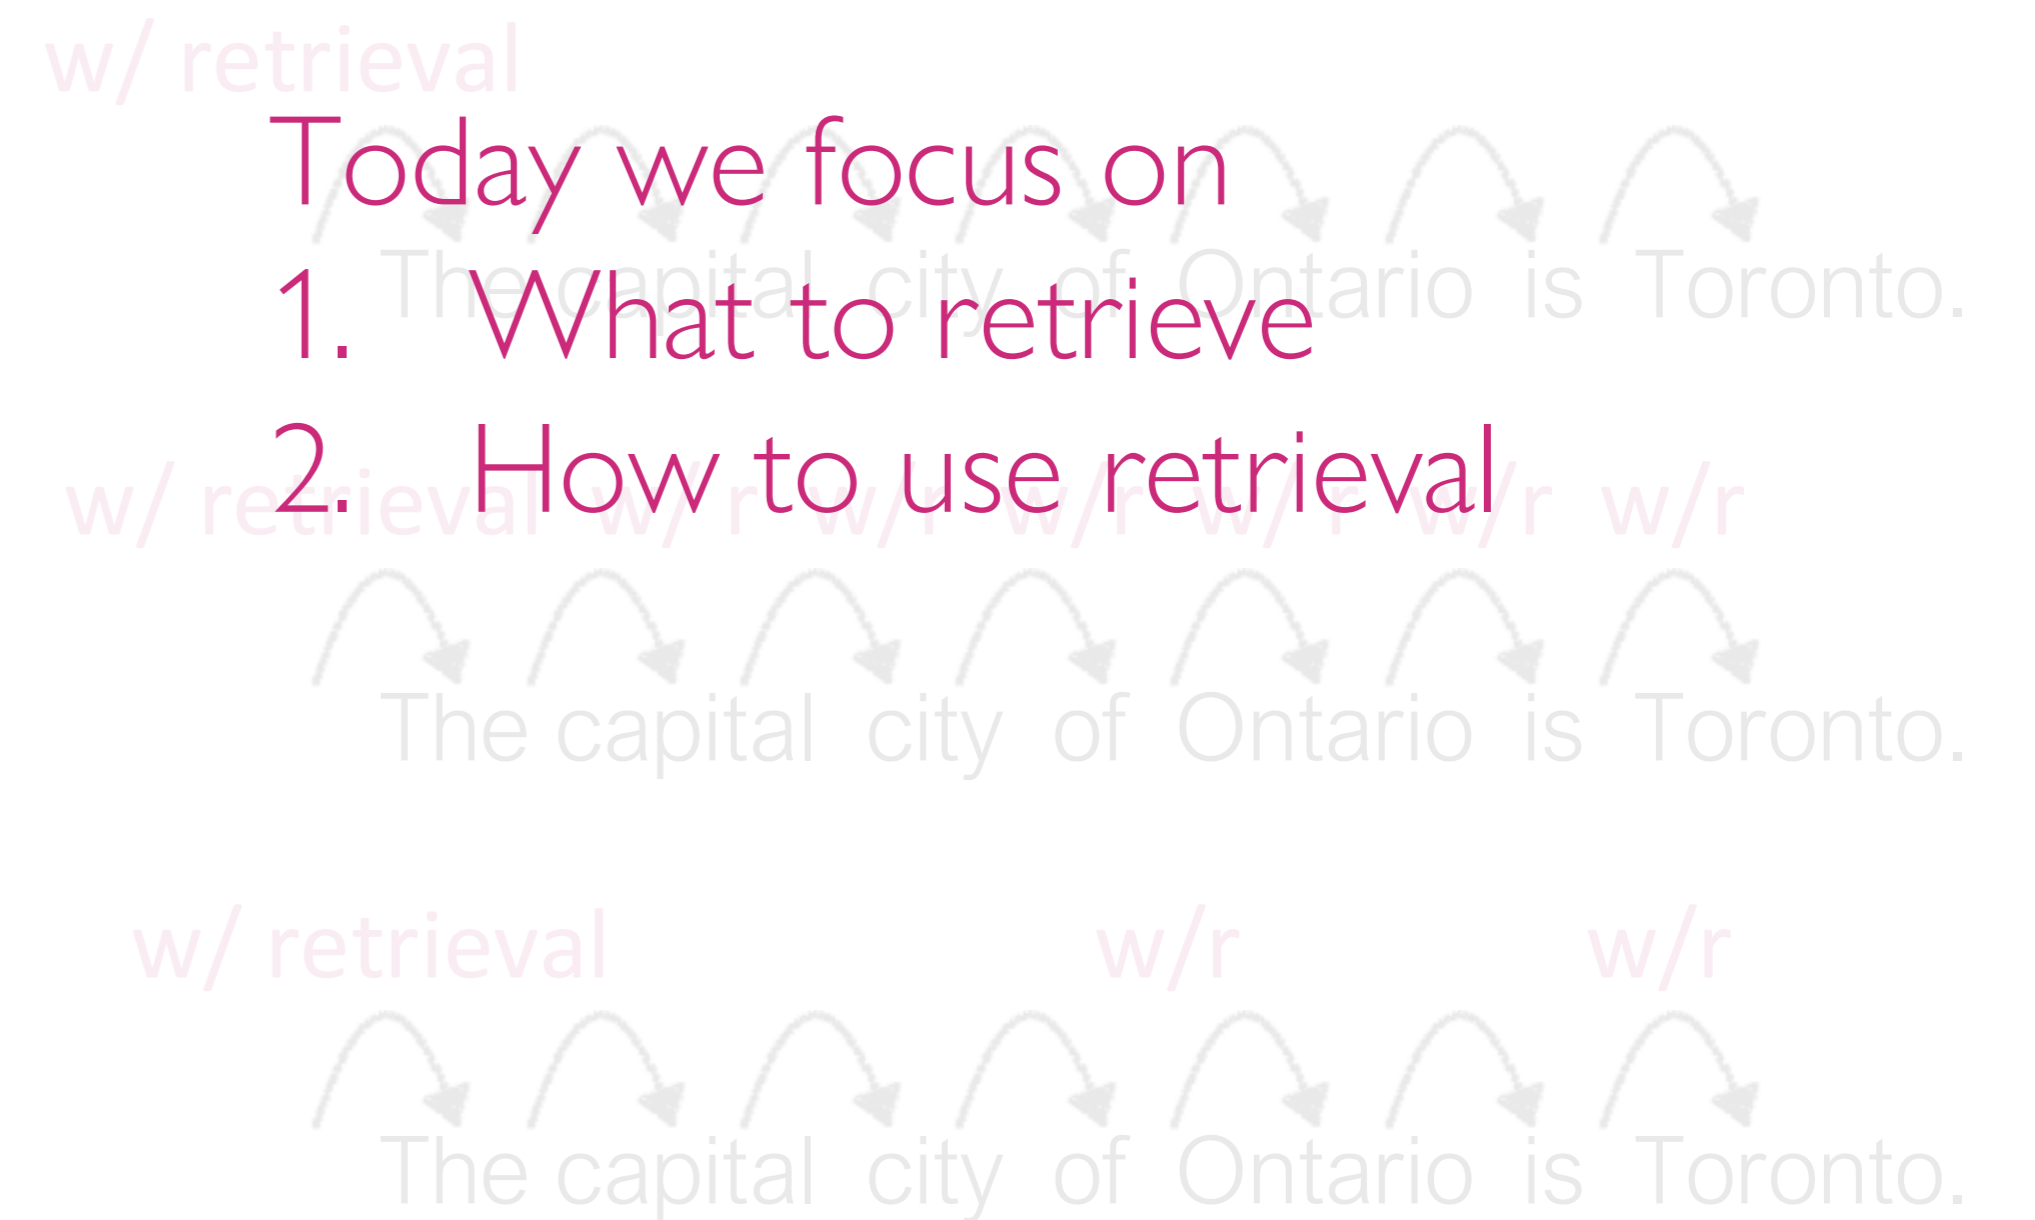 w/ retrieval
Today we focus on
The capital city of Ontario is Toronto.
1. What to retrieve
2. How to use retrieval
w/ retrieval w/ r w/r w/r w/ r w/r w/r
The capital city of Ontario is Toronto.
w/ retrieval w/r w/r
The capital city of Ontario is Toronto.